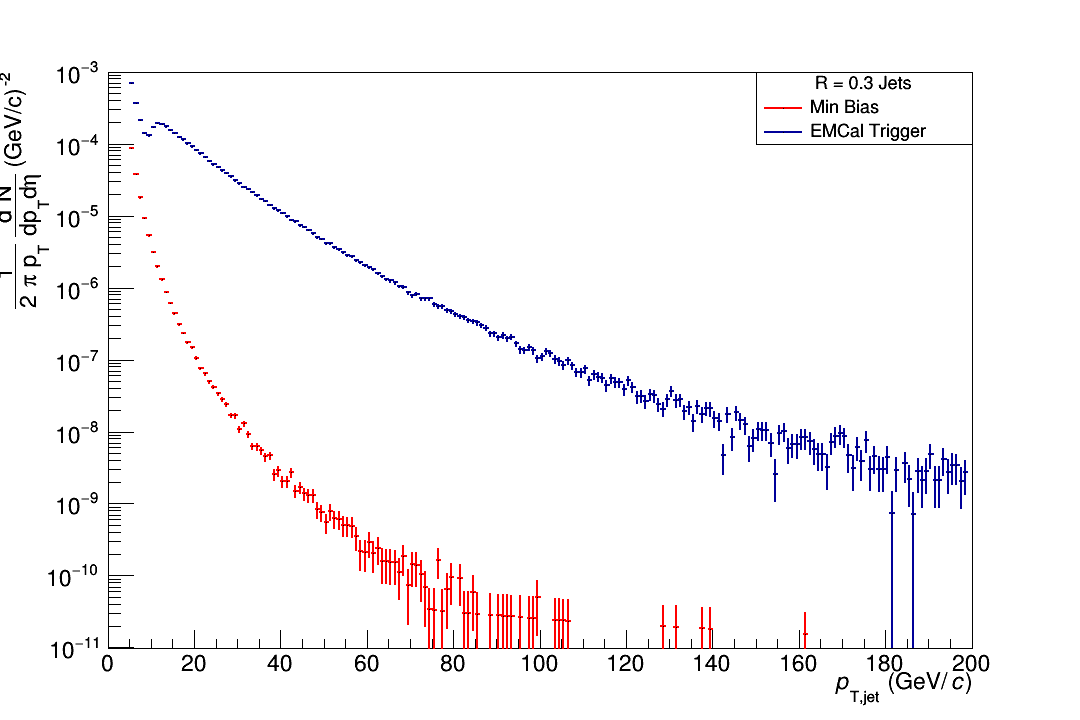 R = 0.3 Jets
Min Bias
EMCal Trigger
d N
2 π p_T dp_T dη (GeV/c)^-2
10^-3
10^-4
10^-5
10^-6
10^-7
10^-8
10^-9
10^-10
10^-11
0 20 40 60 80 100 120 140 160 180 200
p_T,jet (GeV/c)